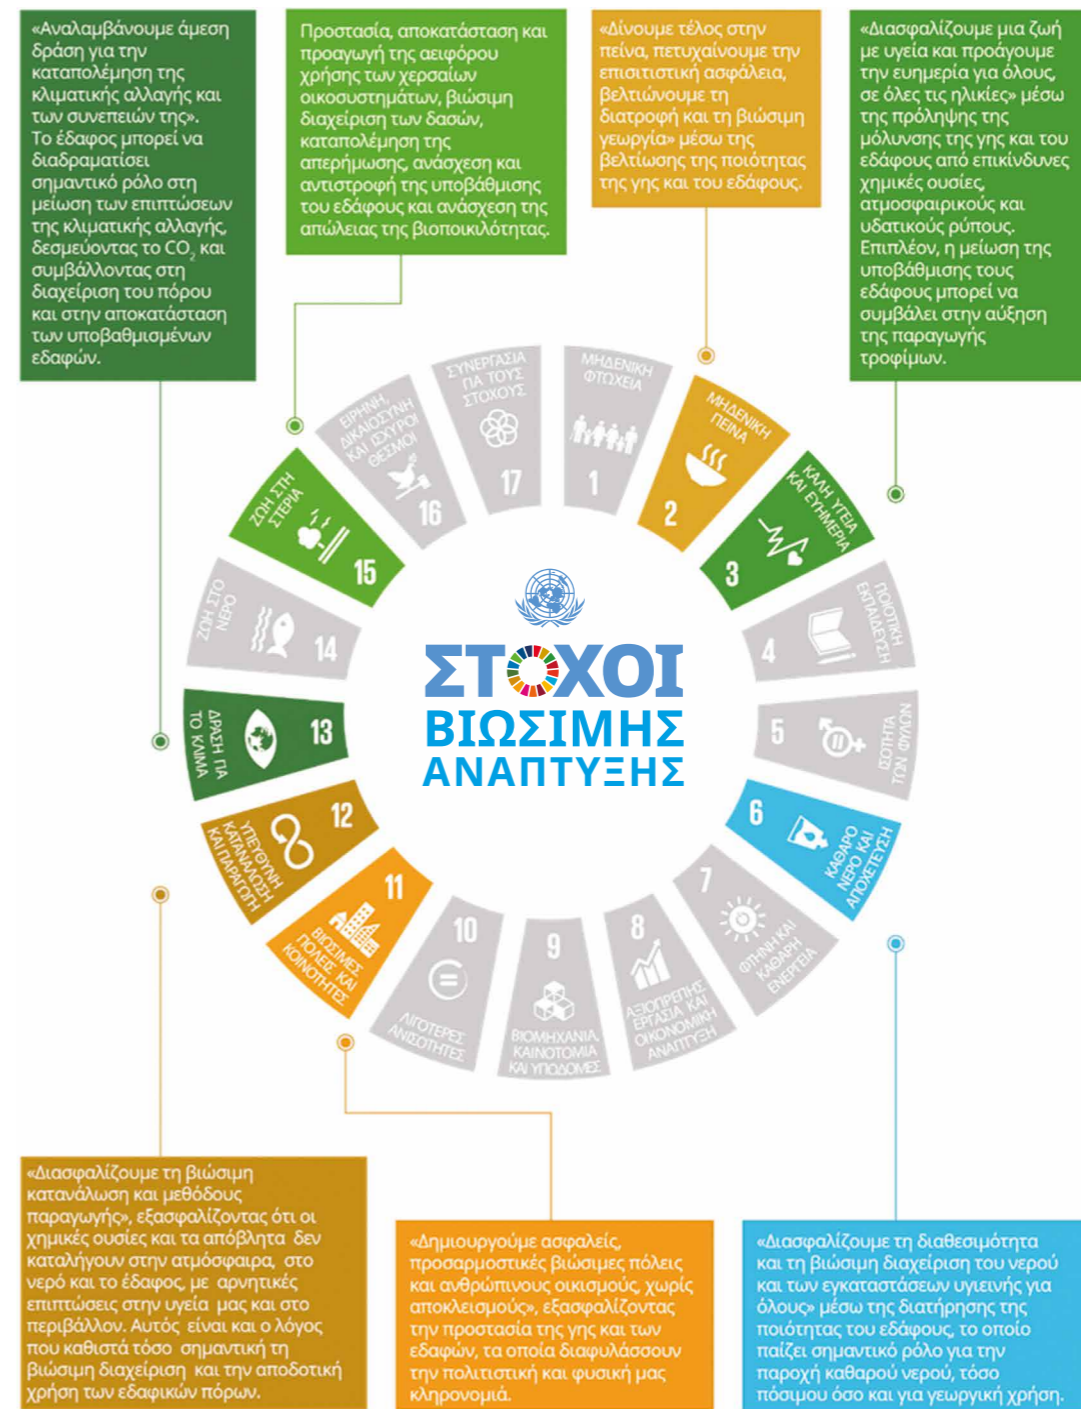 «Αναλαμβάνουμε άμεση
δράση για την
καταπολέμηση της
κλιματικής αλλαγής και
των συνεπειών της».
Το έδαφος μπορεί να
διαδραματίσει
σημαντικό ρόλο στη
μείωση των επιπτώσεων
της κλιματικής αλλαγής,
δεσμεύοντας το CO₂ και
συμβάλλοντας στη
διαχείριση του πόρου
και στην αποκατάσταση
των υποβαθμισμένων
εδαφών.
Προστασία, αποκατάσταση και
προαγωγή της αειφόρου
χρήσης των χερσαίων
οικοσυστημάτων, βιώσιμη
διαχείριση των δασών,
καταπολέμηση της
απερήμωσης, ανάσχεση και
αντιστροφή της υποβάθμισης
του εδάφους και ανάσχεση της
απώλειας της βιοποικιλότητας.
«Δίνουμε τέλος στην
πείνα, πετυχαίνουμε την
επισιτιστική ασφάλεια,
βελτιώνουμε τη
διατροφή και τη βιώσιμη
γεωργία» μέσω της
βελτίωσης της ποιότητας
της γης και του εδάφους.
«Διασφαλίζουμε μια ζωή
με υγεία και προάγουμε
την ευημερία για όλους,
σε όλες τις ηλικίες» μέσω
της πρόληψης της
μόλυνσης της γης και του
εδάφους από επικίνδυνες
χημικές ουσίες,
ατμοσφαιρικούς και
υδατικούς ρύπους.
Επιπλέον, η μείωση της
υποβάθμισης τους
εδάφους μπορεί να
συμβάλει στην αύξηση
της παραγωγής
τροφίμων.
ΜΗΔΕΝΙΚΗ
ΦΤΩΧΕΙΑ
1
ΜΗΔΕΝΙΚΗ
ΠΕΙΝΑ
2
ΚΑΛΗ ΥΓΕΙΑ
ΚΑΙ ΕΥΗΜΕΡΙΑ
3
ΠΟΙΟΤΙΚΗ
ΕΚΠΑΙΔΕΥΣΗ
4
ΙΣΟΤΗΤΑ
ΤΩΝ ΦΥΛΩΝ
5
ΚΑΘΑΡΟ
ΝΕΡΟ ΚΑΙ
ΑΠΟΧΕΤΕΥΣΗ
6
ΦΤΗΝΗ ΚΑΙ
ΚΑΘΑΡΗ
ΕΝΕΡΓΕΙΑ
7
ΑΞΙΟΠΡΕΠΗΣ
ΕΡΓΑΣΙΑ ΚΑΙ
ΟΙΚΟΝΟΜΙΚΗ
ΑΝΑΠΤΥΞΗ
8
ΒΙΟΜΗΧΑΝΙΑ,
ΚΑΙΝΟΤΟΜΙΑ
ΚΑΙ ΥΠΟΔΟΜΕΣ
9
ΛΙΓΟΤΕΡΕΣ
ΑΝΙΣΟΤΗΤΕΣ
10
ΒΙΩΣΙΜΕΣ
ΠΟΛΕΙΣ ΚΑΙ
ΚΟΙΝΟΤΗΤΕΣ
11
ΥΠΕΥΘΥΝΗ
ΚΑΤΑΝΑΛΩΣΗ
ΚΑΙ ΠΑΡΑΓΩΓΗ
12
ΔΡΑΣΗ ΓΙΑ
ΤΟ ΚΛΙΜΑ
13
ΖΩΗ ΣΤΟ
ΝΕΡΟ
14
ΖΩΗ ΣΤΗ
ΣΤΕΡΙΑ
15
ΕΙΡΗΝΗ,
ΔΙΚΑΙΟΣΥΝΗ
ΚΑΙ ΙΣΧΥΡΟΙ
ΘΕΣΜΟΙ
16
ΣΥΝΕΡΓΑΣΙΑ
ΓΙΑ ΤΟΥΣ
ΣΤΟΧΟΥΣ
17
ΣΤΟΧΟΙ
ΒΙΩΣΙΜΗΣ
ΑΝΑΠΤΥΞΗΣ
«Διασφαλίζουμε τη βιώσιμη
κατανάλωση και μεθόδους
παραγωγής», εξασφαλίζοντας ότι οι
χημικές ουσίες και τα απόβλητα δεν
καταλήγουν στην ατμόσφαιρα, στο
νερό και το έδαφος, με αρνητικές
επιπτώσεις στην υγεία μας και στο
περιβάλλον. Αυτός είναι και ο λόγος
που καθιστά τόσο σημαντική τη
βιώσιμη διαχείριση και την αποδοτική
χρήση των εδαφικών πόρων.
«Δημιουργούμε ασφαλείς,
προσαρμοστικές βιώσιμες πόλεις
και ανθρώπινους οικισμούς, χωρίς
αποκλεισμούς», εξασφαλίζοντας
την προστασία της γης και των
εδαφών, τα οποία διαφυλάσσουν
την πολιτιστική και φυσική μας
κληρονομιά.
«Διασφαλίζουμε τη διαθεσιμότητα
και τη βιώσιμη διαχείριση του νερού
και των εγκαταστάσεων υγιεινής για
όλους» μέσω της διατήρησης της
ποιότητας του εδάφους, το οποίο
παίζει σημαντικό ρόλο για την
παροχή καθαρού νερού, τόσο
πόσιμου όσο και για γεωργική χρήση.